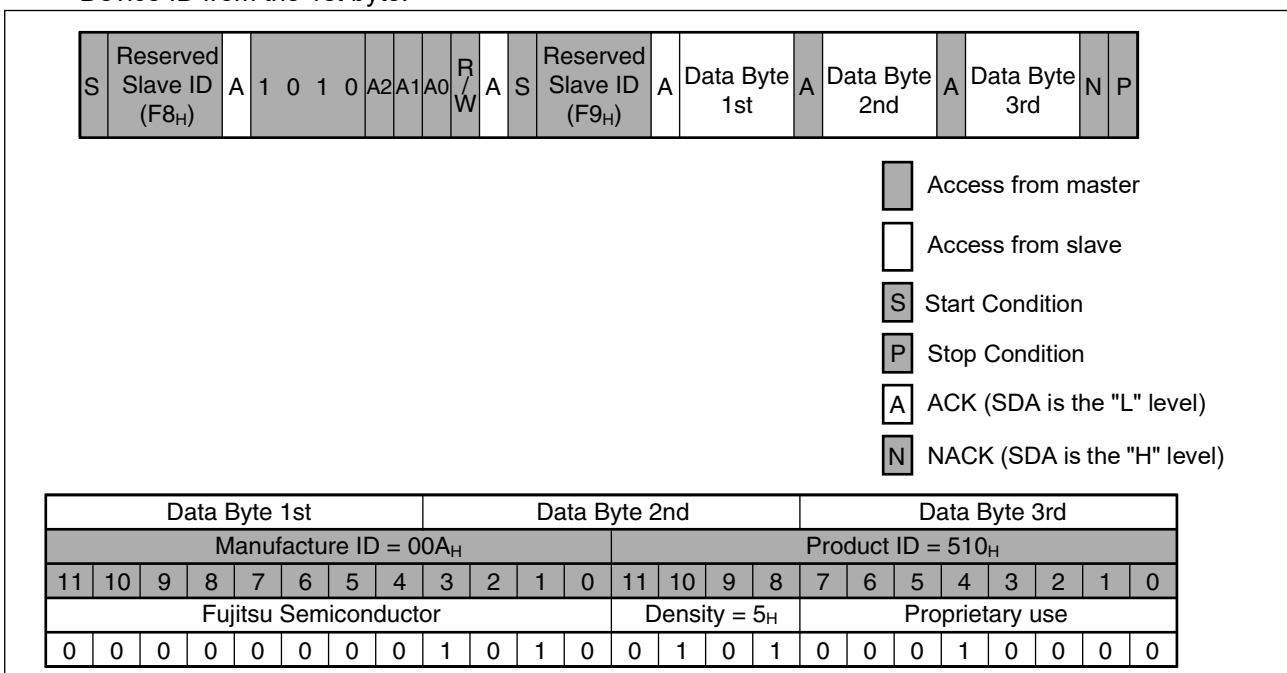 Device ID from the 1st byte.
S Reserved Slave ID (F8H) A 1 0 1 0 A2 A1 A0 R/W A S Reserved Slave ID (F9H) A Data Byte 1st A Data Byte 2nd A Data Byte 3rd N P
Access from master
Access from slave
S Start Condition
P Stop Condition
A ACK (SDA is the "L" level)
N NACK (SDA is the "H" level)
Data Byte 1st Data Byte 2nd Data Byte 3rd
Manufacture ID = 00AH Product ID = 510H
11 10 9 8 7 6 5 4 3 2 1 0 11 10 9 8 7 6 5 4 3 2 1 0
Fujitsu Semiconductor Density = 5H Proprietary use
0 0 0 0 0 0 0 0 1 0 1 0 0 1 0 1 0 0 0 1 0 0 0 0